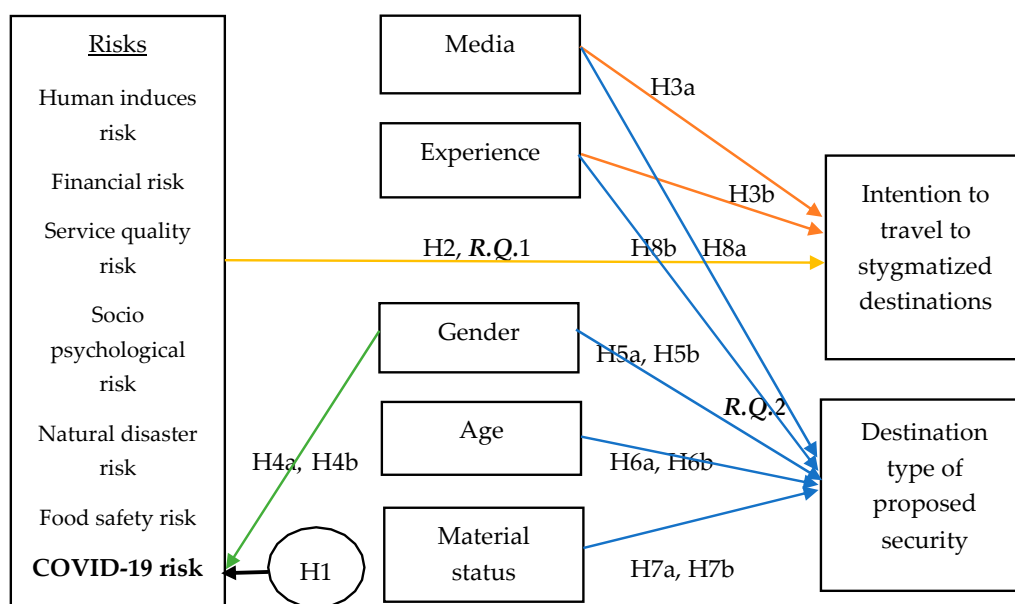 Risks
Human induces
risk
Financial risk
Service quality
risk
Socio
psychological
risk
Natural disaster
risk
Food safety risk
COVID-19 risk
Media
Experience
Gender
Age
Material
status
H1
H3a
H3b
H2, R.Q.1
H8b
H8a
H5a, H5b
R.Q.2
H4a, H4b
H6a, H6b
H7a, H7b
Intention to
travel to
stygmatized
destinations
Destination
type of
proposed
security